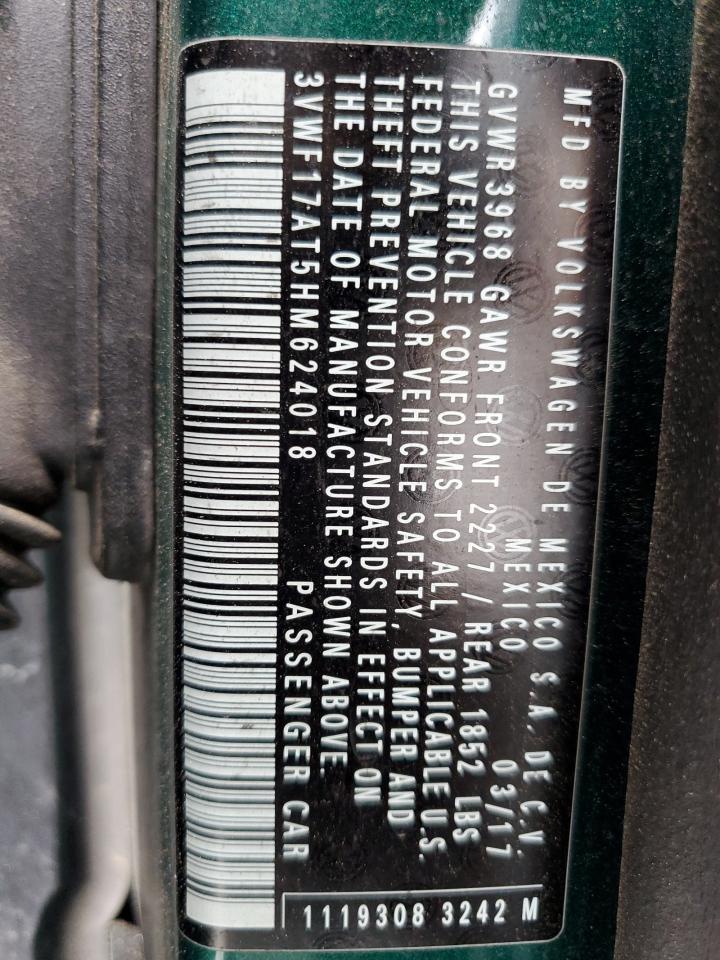 MFD BY VOLKSWAGEN DE MEXICO S.A. DE C.V.
MEXICO 03/17
GVWR3968 GAWR FRONT 2227/ REAR 1852 LBS
THIS VEHICLE CONFORMS TO ALL APPLICABLE U.S.
FEDERAL MOTOR VEHICLE SAFETY, BUMPER AND
THEFT PREVENTION STANDARDS IN EFFECT ON
THE DATE OF MANUFACTURE SHOWN ABOVE
3VWF17AT5HM624018 PASSENGER CAR
1119308 3242 M